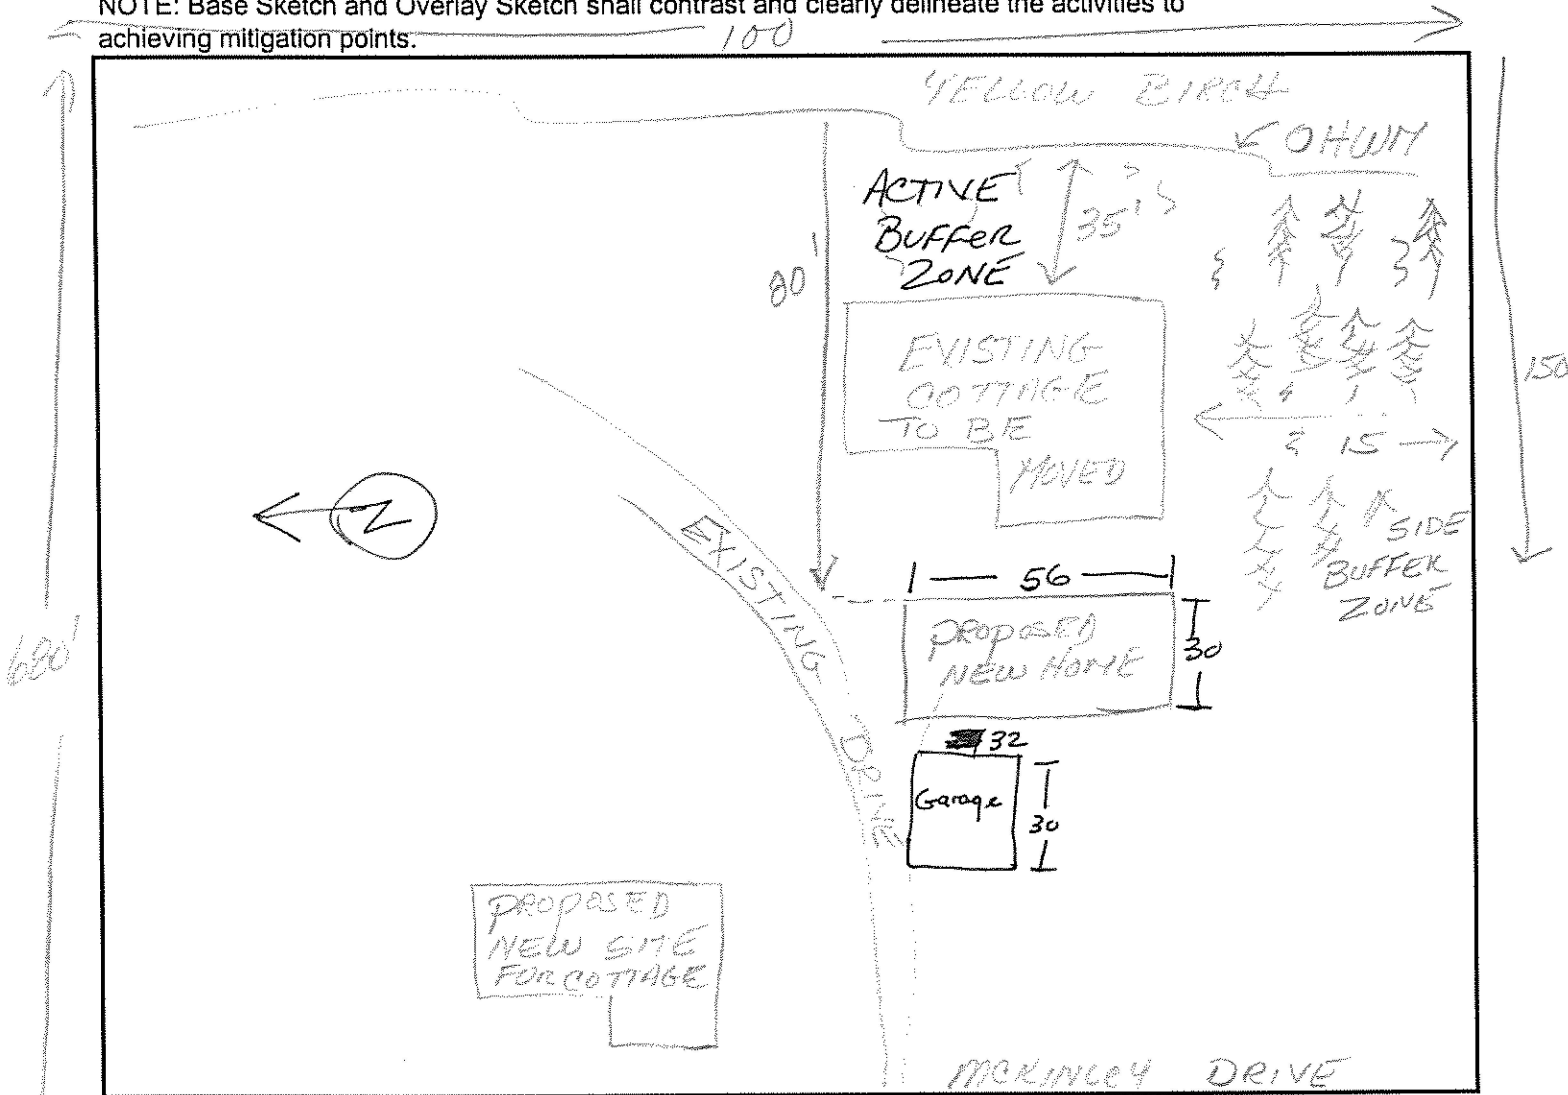 NOTE: Base Sketch and Overlay Sketch shall contrast and clearly delineate the activities to
achieving mitigation points.
100
YELLOW BIRCH
OHWM
ACTIVE
BUFFER
ZONE
35'
80'
EXISTING
COTTAGE
TO BE
MOVED
150
15
N
SIDE
BUFFER
ZONE
EXISTING
DRIVE
56
PROPOSED
NEW HOME
30
680'
32
Garage
30
PROPOSED
NEW SITE
FOR COTTAGE
MCKINLEY DRIVE